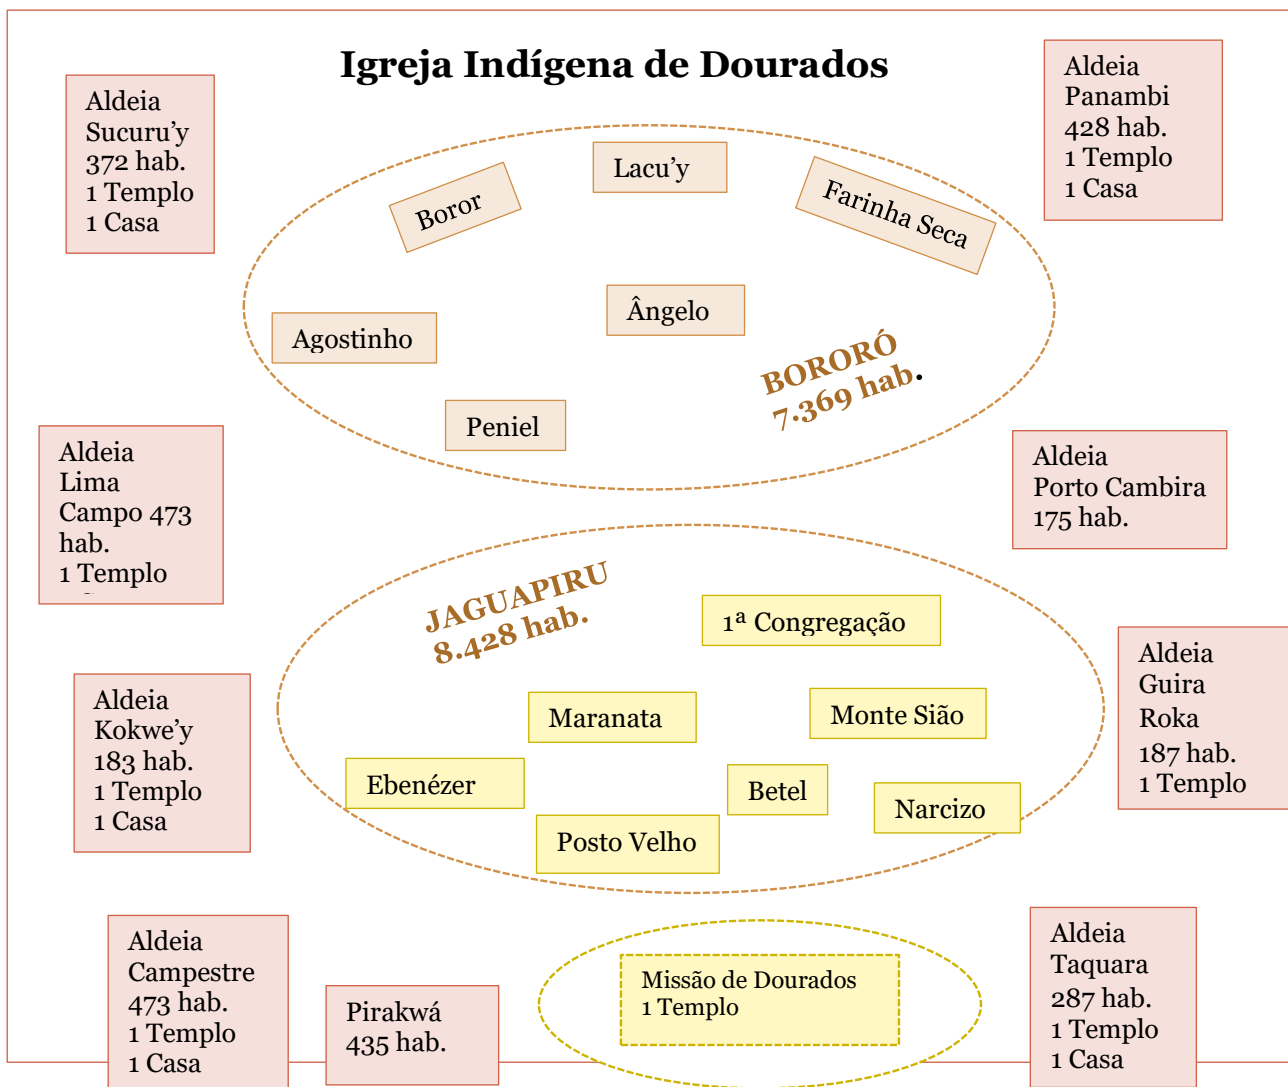 Igreja Indígena de Dourados
Aldeia
Sucuru’y
372 hab.
1 Templo
1 Casa
Aldeia
Panambi
428 hab.
1 Templo
1 Casa
Lacu’y
Boror
Farinha Seca
Ângelo
Agostinho
BORORÓ
7.369 hab.
Peniel
Aldeia
Lima
Campo 473
hab.
1 Templo
Aldeia
Porto Cambira
175 hab.
JAGUAPIRU
8.428 hab.
1ª Congregação
Aldeia
Guira
Roka
187 hab.
1 Templo
Aldeia
Kokwe’y
183 hab.
1 Templo
1 Casa
Maranata
Monte Sião
Ebenézer
Betel
Narcizo
Posto Velho
Aldeia
Campestre
473 hab.
1 Templo
1 Casa
Pirakwá
435 hab.
Missão de Dourados
1 Templo
Aldeia
Taquara
287 hab.
1 Templo
1 Casa